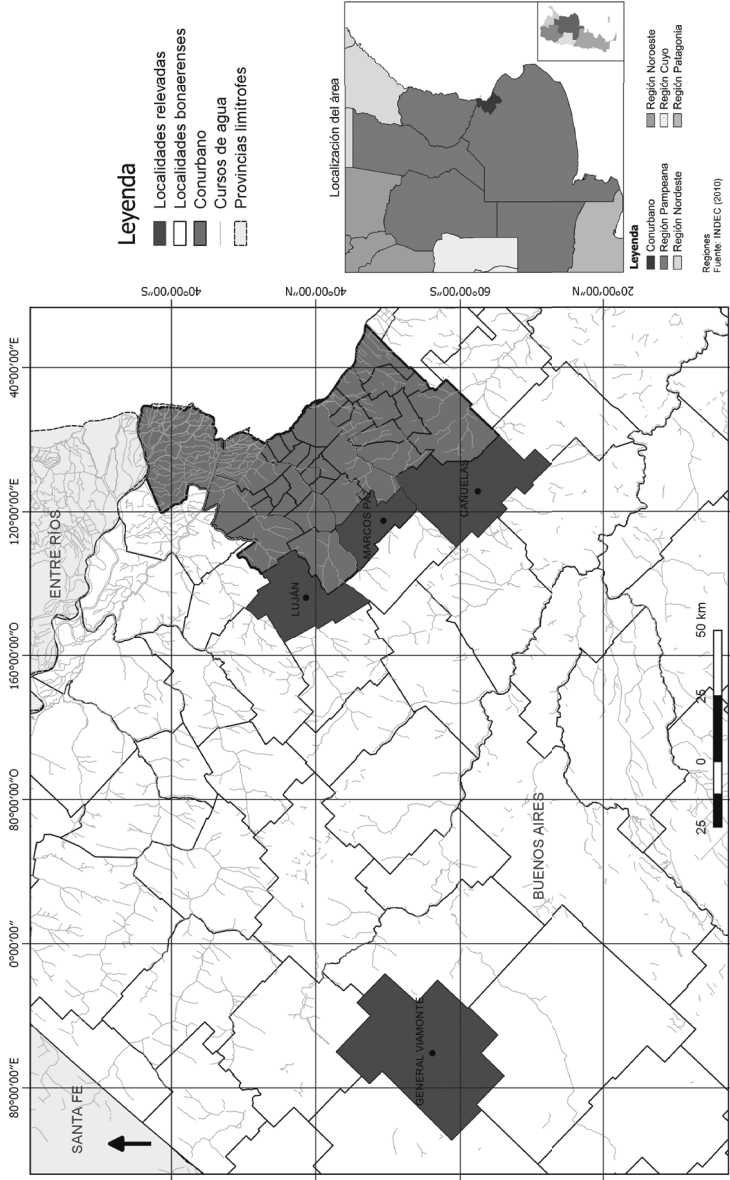 80°00'00"E
0°00'00"
80°00'00"O
160°00'00"O
120°00'00"E
40°00'00"E
SANTA FE
ENTRE RIOS
LUJÁN
MARCOS PAZ
CAÑUELAS
GENERAL VIAMONTE
BUENOS AIRES
25 0 25 50 km
40°00'00"S
40°00'00"N
60°00'00"S
20°00'00"N
Leyenda
Localidades relevadas
Localidades bonaerenses
Conurbano
Cursos de agua
Provincias limítrofes
Localización del área
Leyenda
Conurbano
Región Pampeana
Región Nordeste
Región Noroeste
Región Cuyo
Región Patagonia
Regiones
Fuente: INDEC (2010)